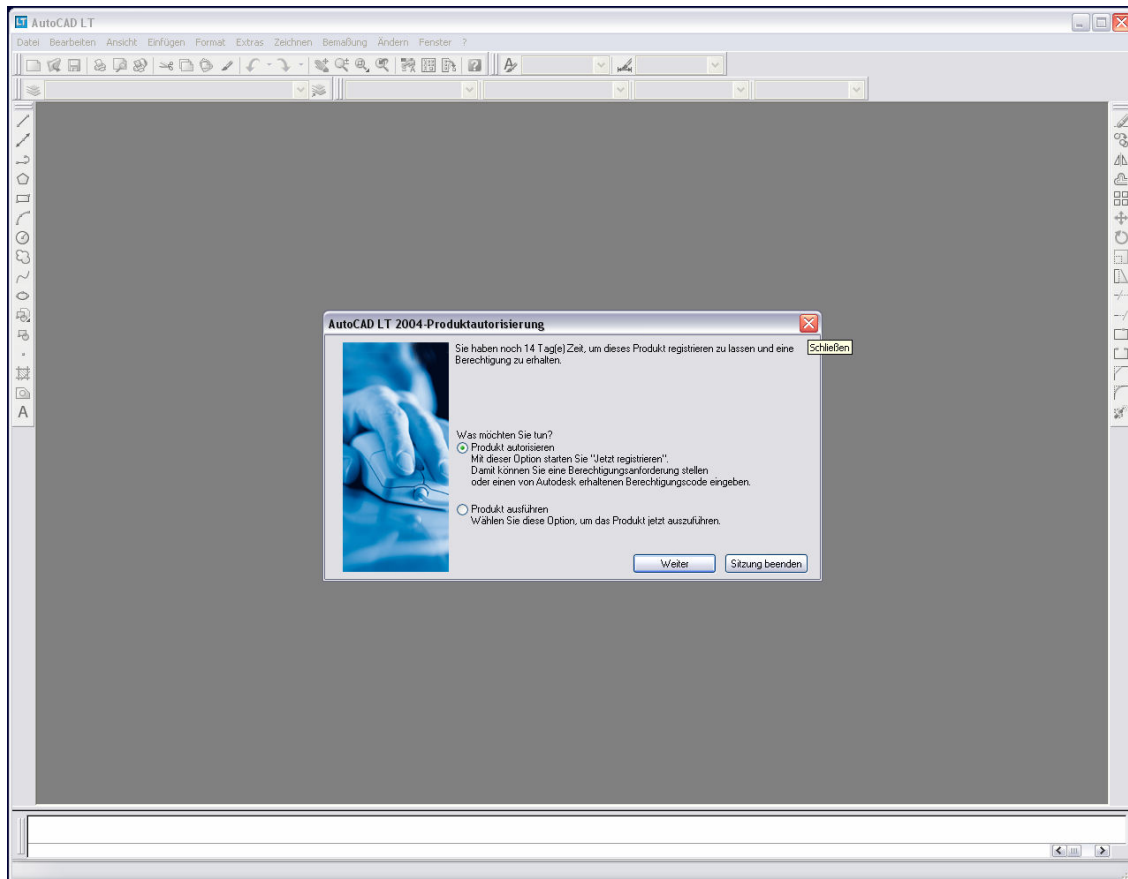 AutoCAD LT
Datei Bearbeiten Ansicht Einfügen Format Extras Zeichnen Bemaßung Ändern Fenster ?
A
AutoCAD LT 2004-Produktautorisierung
Schließen
Sie haben noch 14 Tag(e) Zeit, um dieses Produkt registrieren zu lassen und eine
Berechtigung zu erhalten.
Was möchten Sie tun?
Produkt autorisieren
Mit dieser Option starten Sie "Jetzt registrieren".
Damit können Sie eine Berechtigungsanforderung stellen
oder einen von Autodesk erhaltenen Berechtigungscode eingeben.
Produkt ausführen
Wählen Sie diese Option, um das Produkt jetzt auszuführen.
Weiter Sitzung beenden